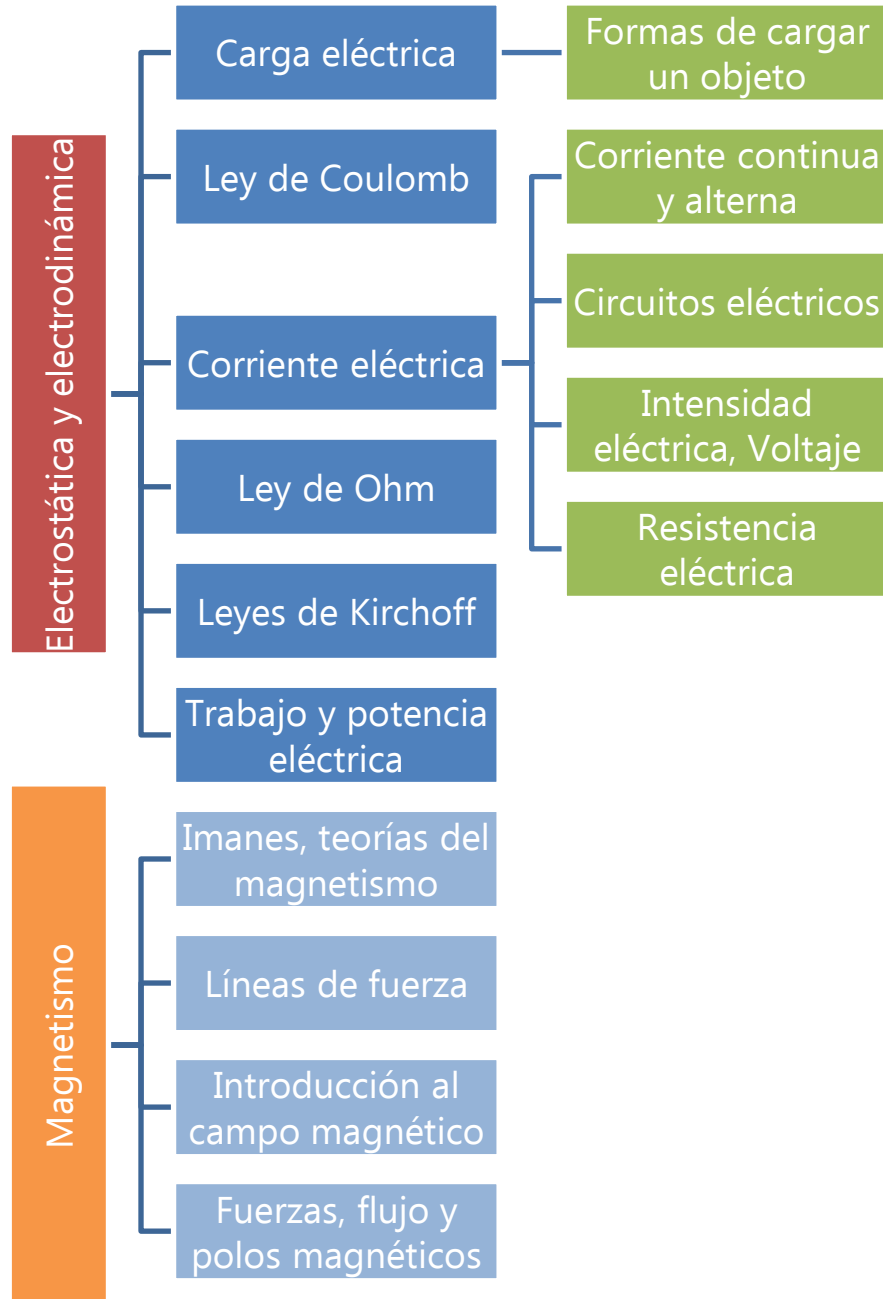 Electrostática y electrodinámica
Carga eléctrica
Formas de cargar
un objeto
Ley de Coulomb
Corriente eléctrica
Corriente continua
y alterna
Circuitos eléctricos
Intensidad
eléctrica, Voltaje
Resistencia
eléctrica
Ley de Ohm
Leyes de Kirchoff
Trabajo y potencia
eléctrica
Magnetismo
Imanes, teorías del
magnetismo
Líneas de fuerza
Introducción al
campo magnético
Fuerzas, flujo y
polos magnéticos